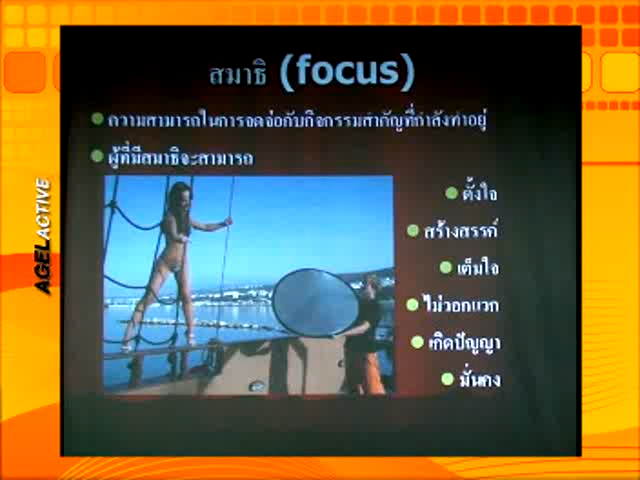 สมาธิ (focus)
ความสามารถในการจดจ่อกับกิจกรรมสำคัญที่กำลังทำอยู่
ผู้ที่มีสมาธิจะสามารถ
ตั้งใจ
สร้างสรรค์
เต็มใจ
ไม่วอกแวก
เกิดปัญญา
มั่นคง
AGELACTIVE